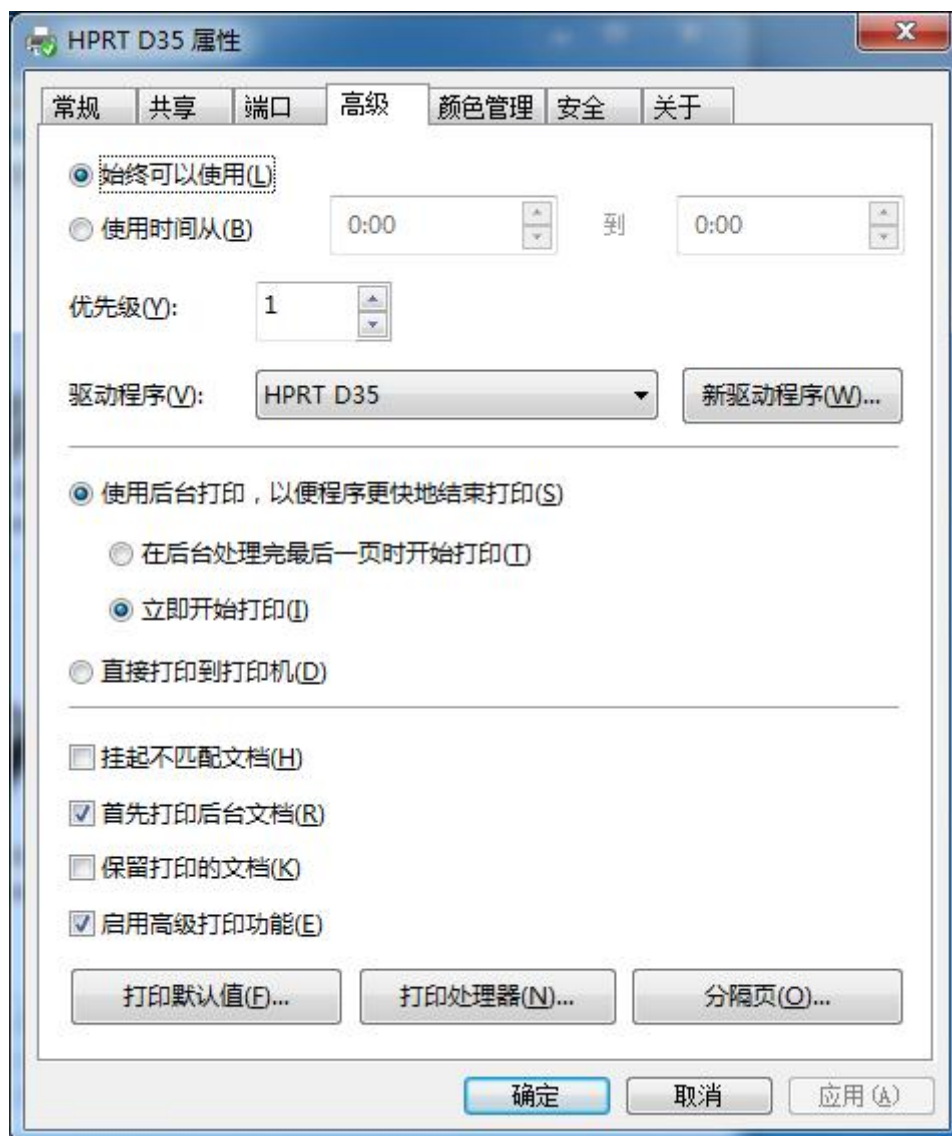 HPRT D35 属性
常规 共享 端口 高级 颜色管理 安全 关于
始终可以使用(L)
使用时间从(B) 0:00 到 0:00
优先级(Y): 1
驱动程序(V): HPRT D35 新驱动程序(W)...
使用后台打印，以便程序更快地结束打印(S)
在后台处理完最后一页时开始打印(T)
立即开始打印(I)
直接打印到打印机(D)
挂起不匹配文档(H)
首先打印后台文档(R)
保留打印的文档(K)
启用高级打印功能(E)
打印默认值(F)... 打印处理器(N)... 分隔页(O)...
确定 取消 应用(A)